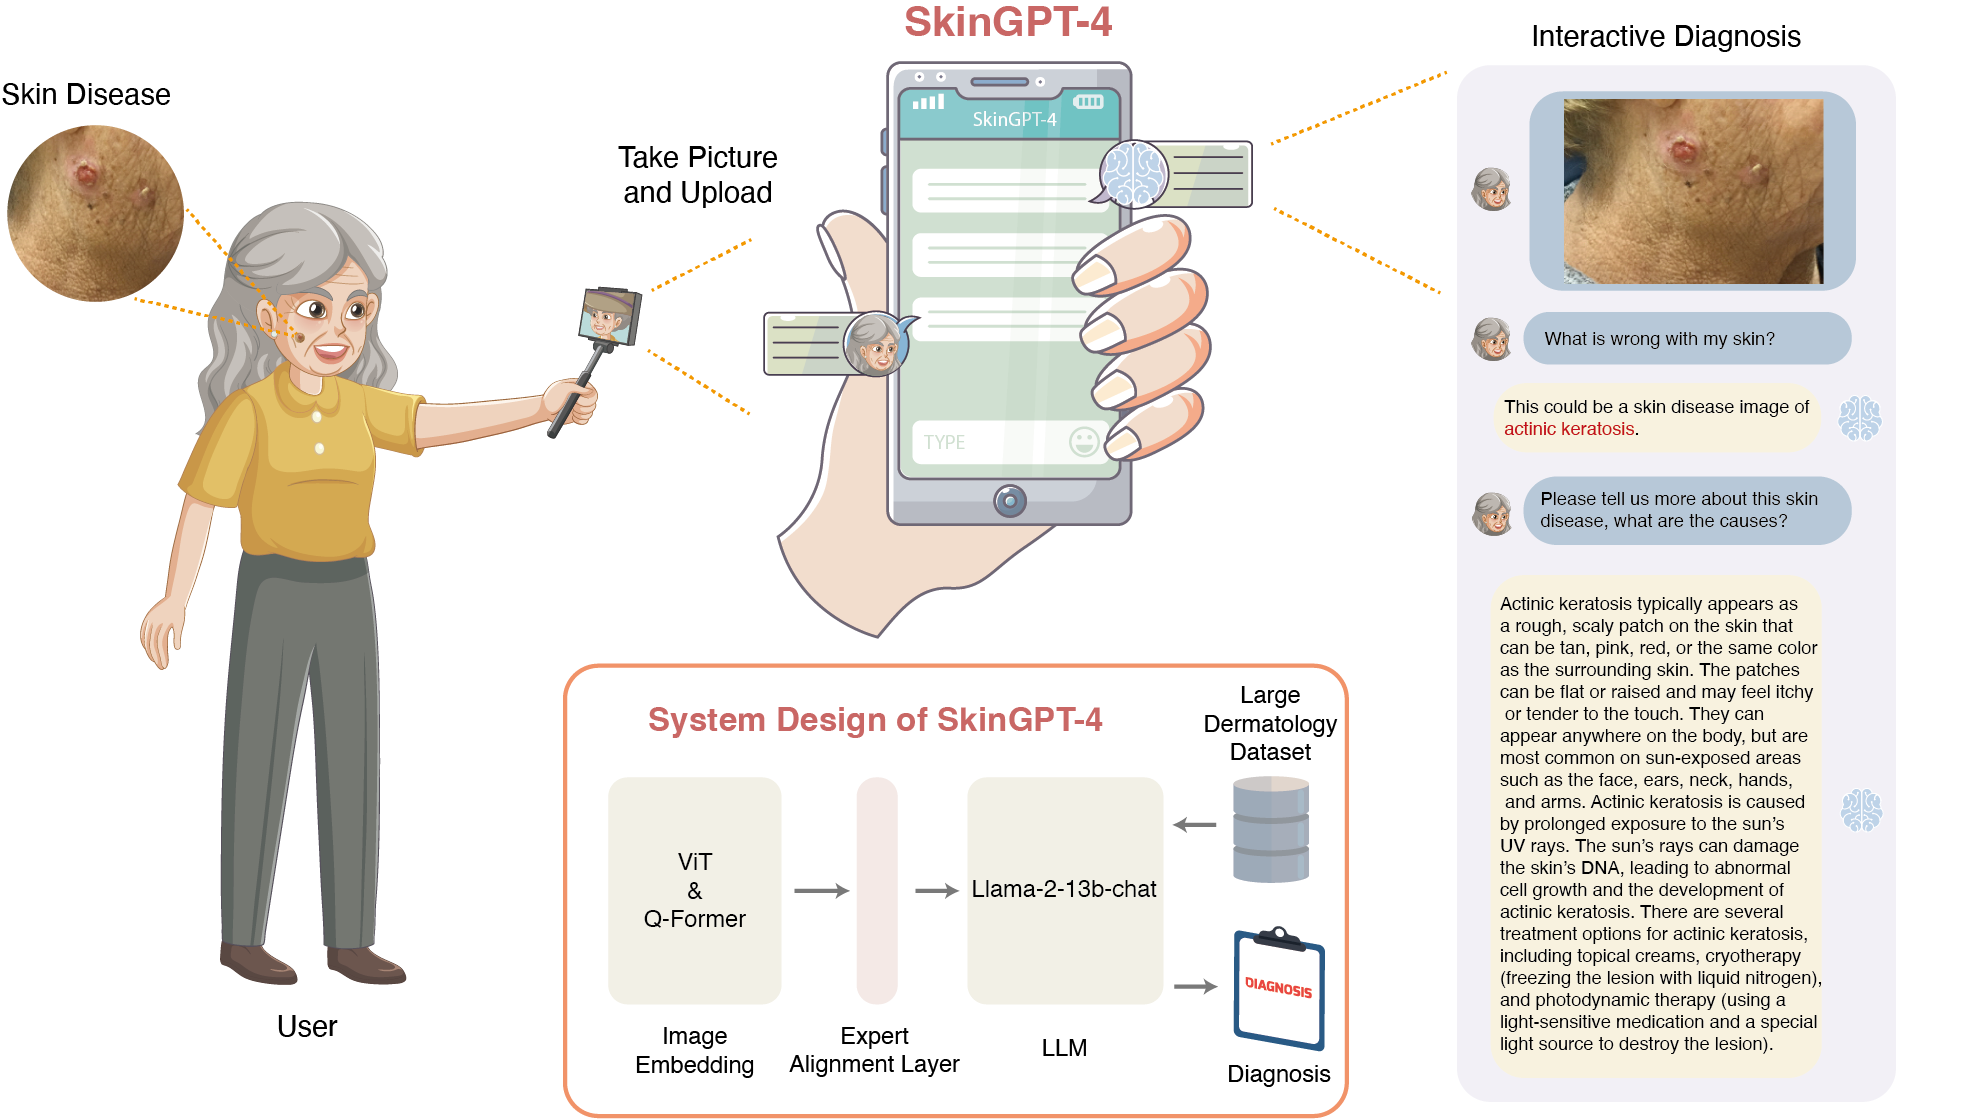 SkinGPT-4
Skin Disease
Take Picture
and Upload
SkinGPT-4
TYPE
User
Interactive Diagnosis
What is wrong with my skin?
This could be a skin disease image of
actinic keratosis.
Please tell us more about this skin
disease, what are the causes?
Actinic keratosis typically appears as
a rough, scaly patch on the skin that
can be tan, pink, red, or the same color
as the surrounding skin. The patches
can be flat or raised and may feel itchy
or tender to the touch. They can
appear anywhere on the body, but are
most common on sun-exposed areas
such as the face, ears, neck, hands,
and arms. Actinic keratosis is caused
by prolonged exposure to the sun's
UV rays. The sun's rays can damage
the skin's DNA, leading to abnormal
cell growth and the development of
actinic keratosis. There are several
treatment options for actinic keratosis,
including topical creams, cryotherapy
(freezing the lesion with liquid nitrogen),
and photodynamic therapy (using a
light-sensitive medication and a special
light source to destroy the lesion).
System Design of SkinGPT-4
Large
Dermatology
Dataset
ViT
&
Q-Former
Llama-2-13b-chat
DIAGNOSIS
Image
Embedding
Expert
Alignment Layer
LLM
Diagnosis